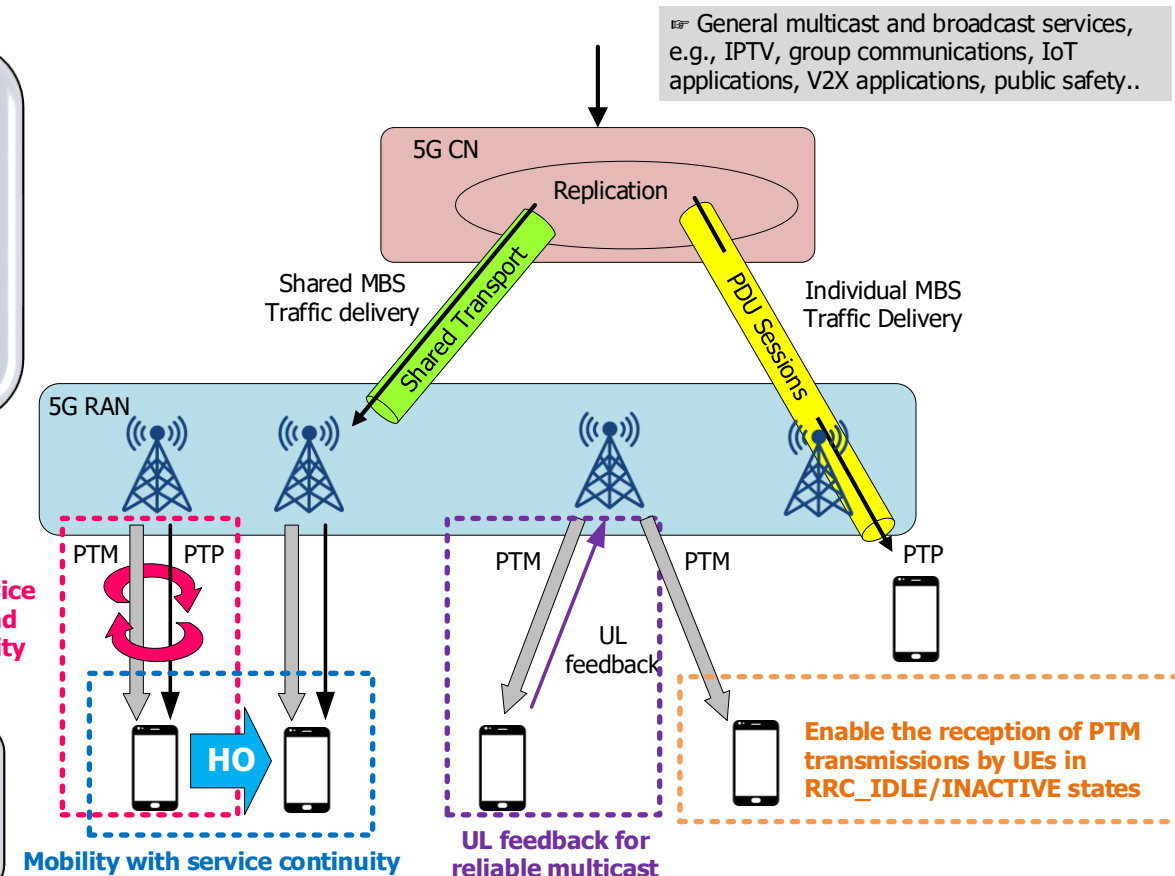 ☞ General multicast and broadcast services,
e.g., IPTV, group communications, IoT
applications, V2X applications, public safety..
5G CN
Replication
Shared MBS
Traffic delivery
Shared Transport
PDU Sessions
Individual MBS
Traffic Delivery
5G RAN
PTM
PTP
PTM
PTM
PTP
UL
feedback
HO
Enable the reception of PTM
transmissions by UEs in
RRC_IDLE/INACTIVE states
Mobility with service continuity
UL feedback for
reliable multicast